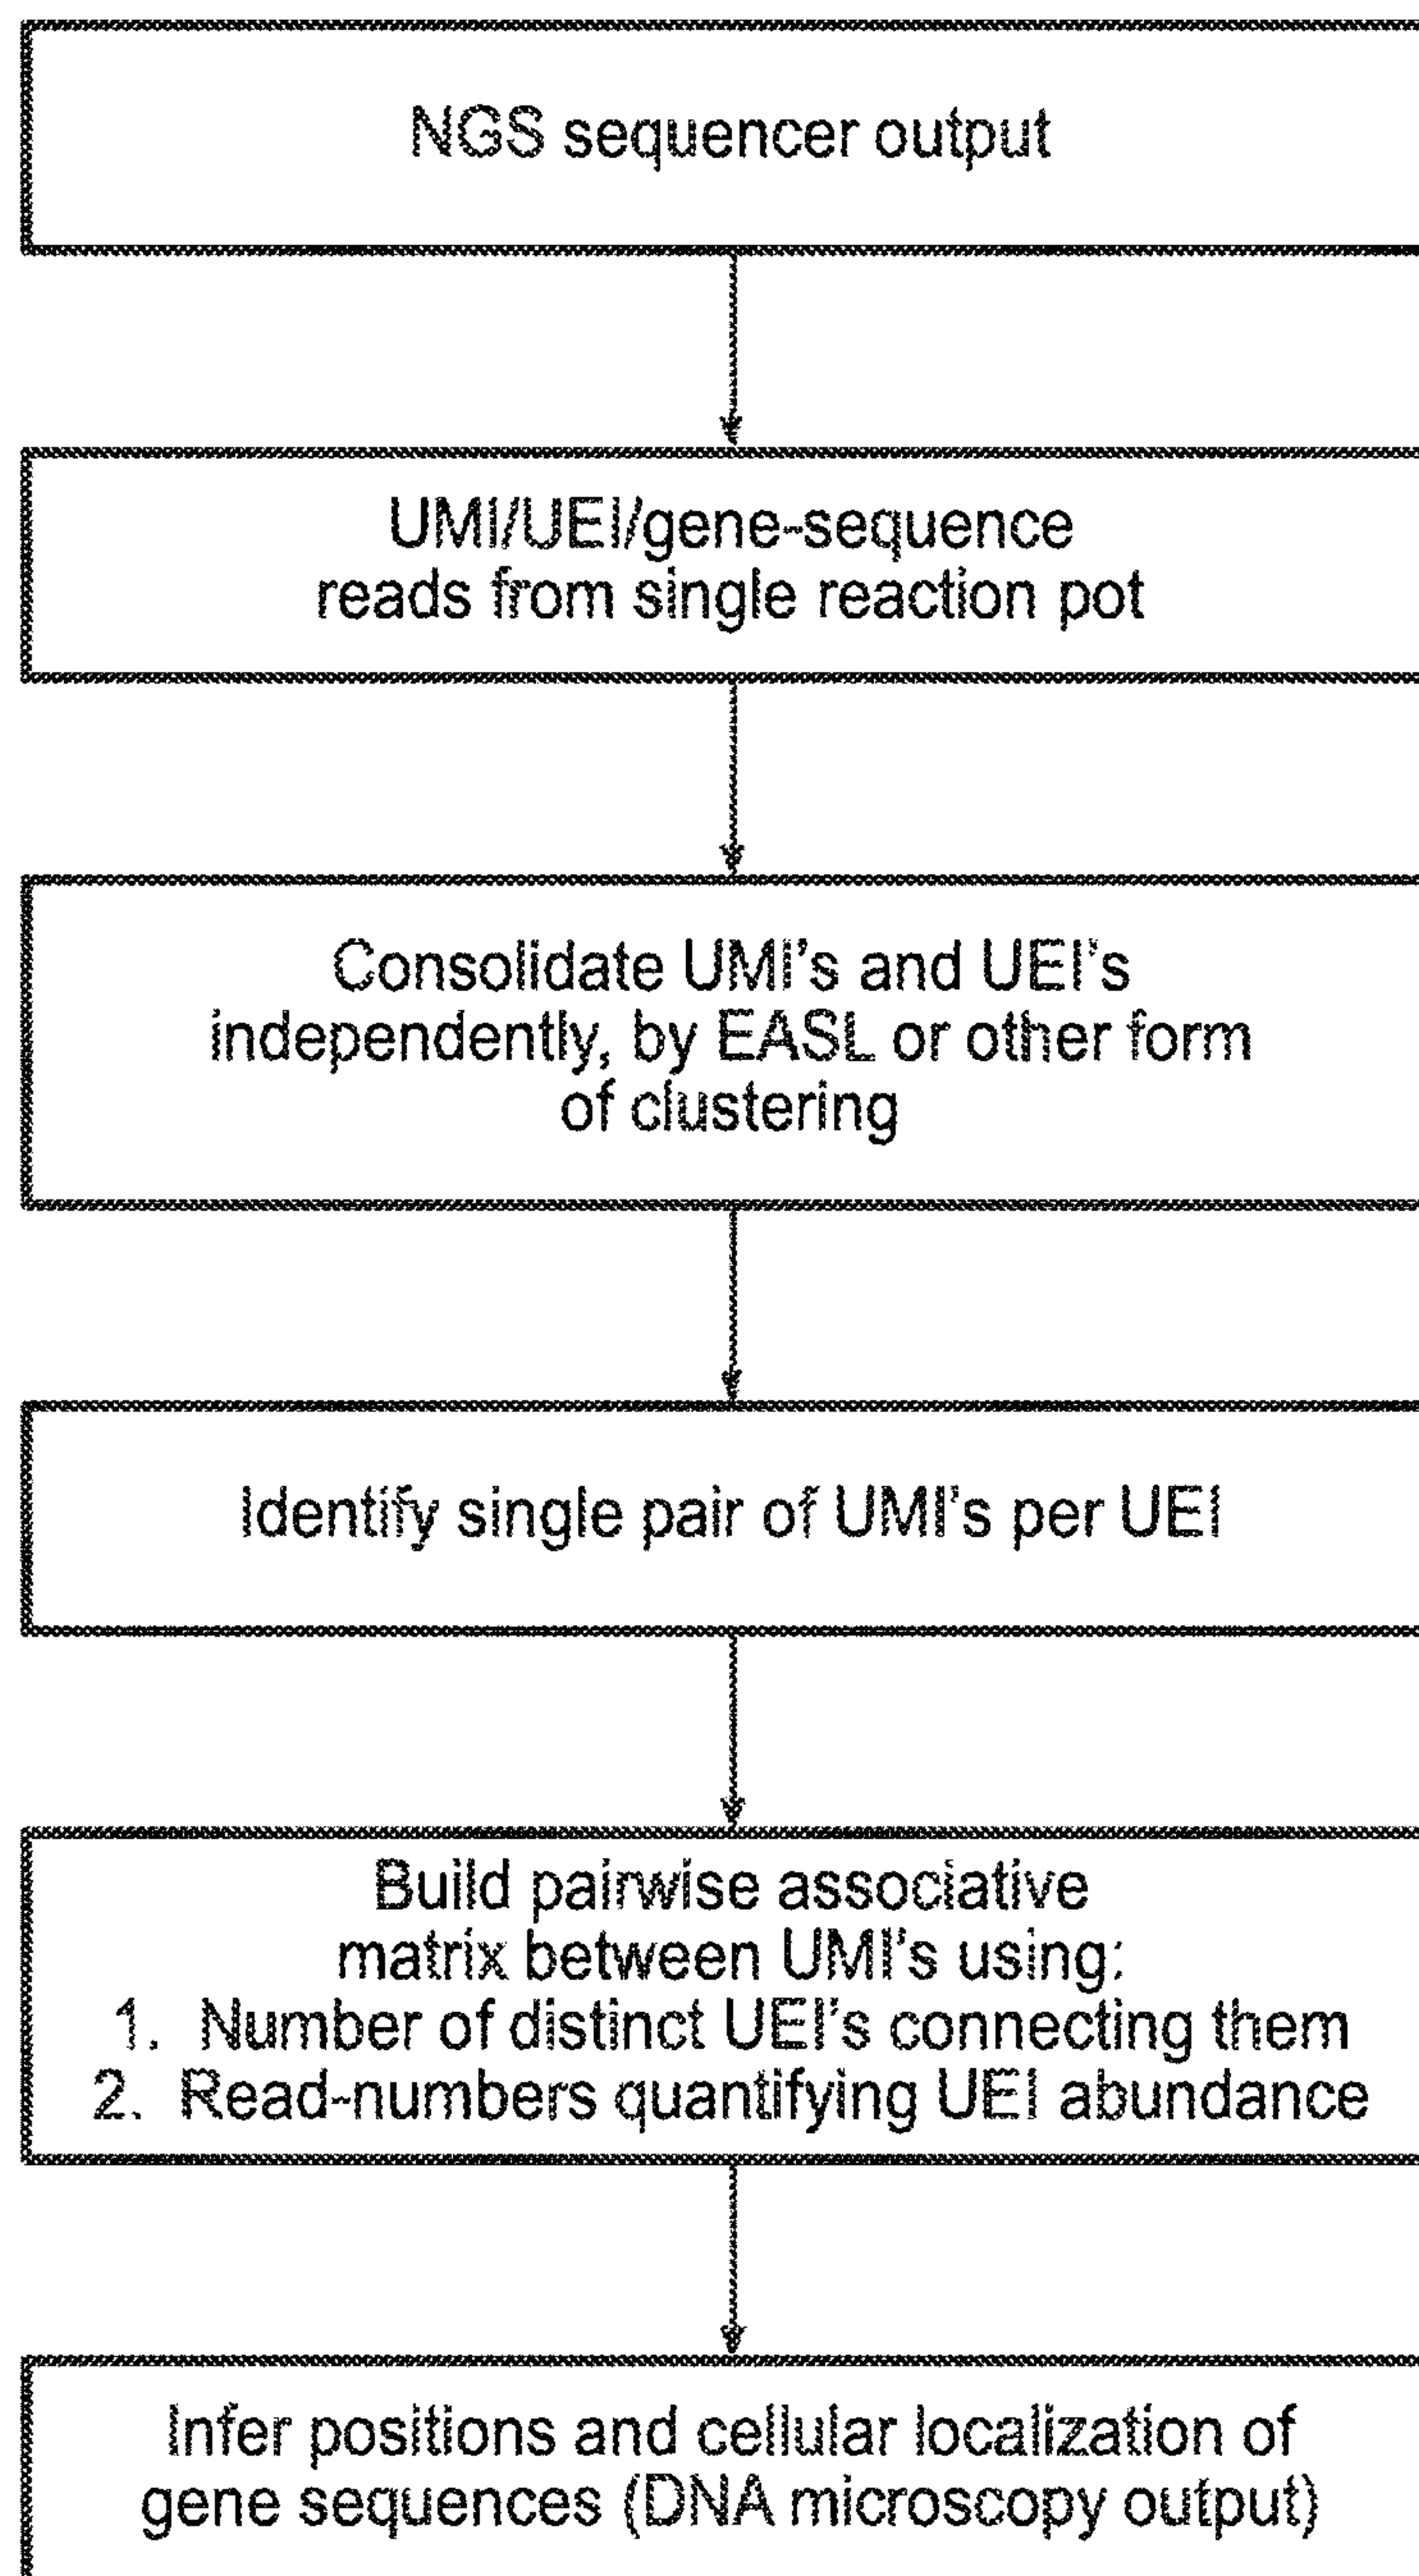 NGS sequencer output
UMI/UEI/gene-sequence
reads from single reaction pot
Consolidate UMI's and UEI's
independently, by EASL or other form
of clustering
Identify single pair of UMI's per UEI
Build pairwise associative
matrix between UMI's using:
1. Number of distinct UEI's connecting them
2. Read-numbers quantifying UEI abundance
Infer positions and cellular localization of
gene sequences (DNA microscopy output)